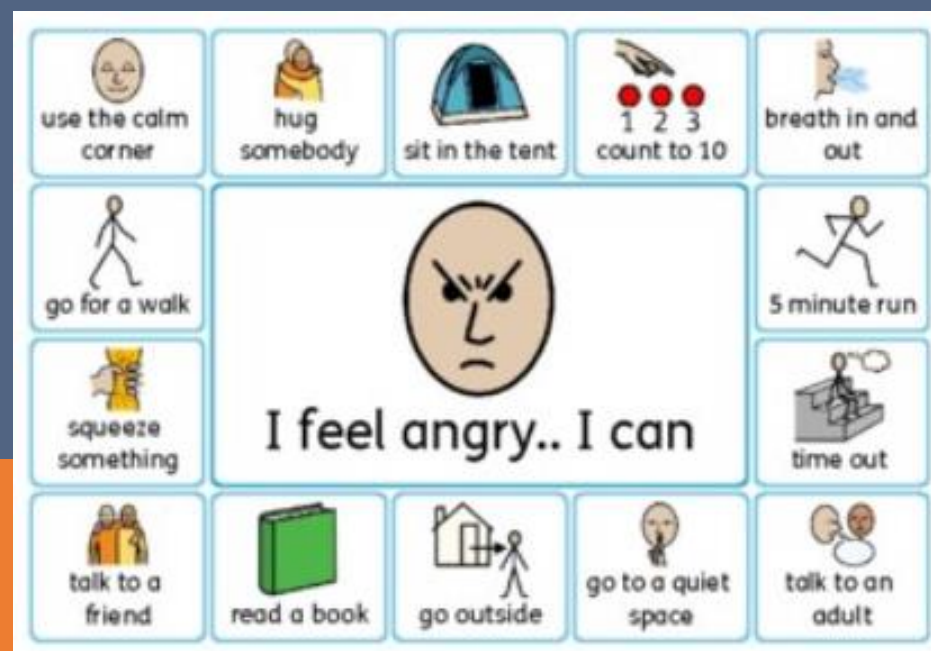 use the calm
corner
hug
somebody
sit in the tent
1 2 3
count to 10
breath in and
out
go for a walk
5 minute run
squeeze
something
I feel angry.. I can
time out
talk to a
friend
read a book
go outside
go to a quiet
space
talk to an
adult